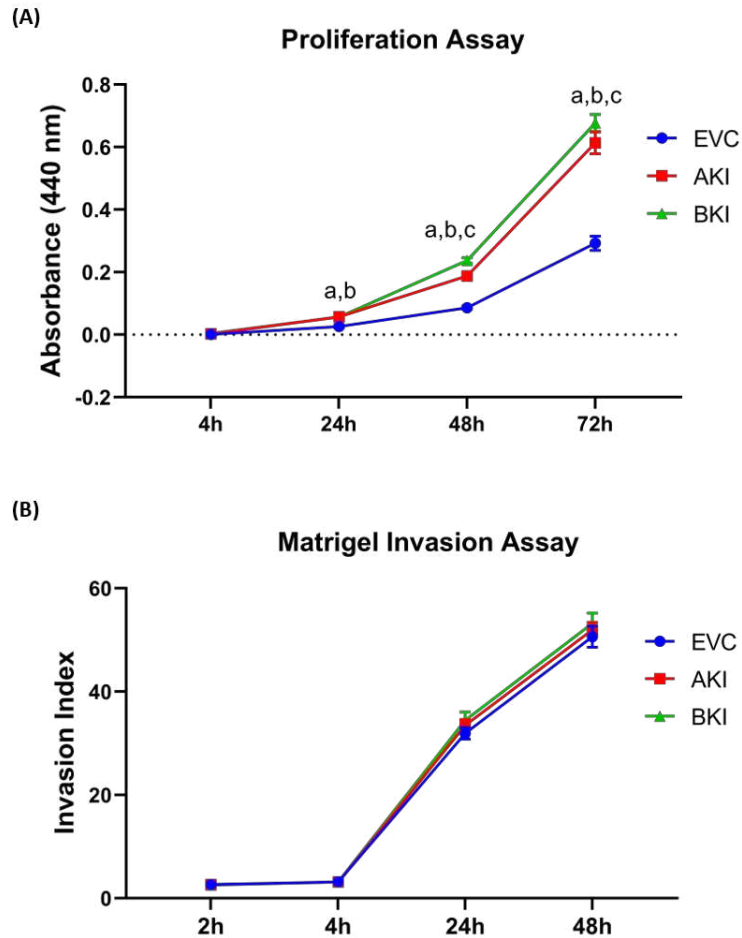 (A)
Proliferation Assay
Absorbance (440 nm)
0.8
0.6
0.4
0.2
0.0
-0.2
a,b
a,b,c
a,b,c
4h 24h 48h 72h
EVC
AKI
BKI
(B)
Matrigel Invasion Assay
Invasion Index
60
40
20
0
2h 4h 24h 48h
EVC
AKI
BKI